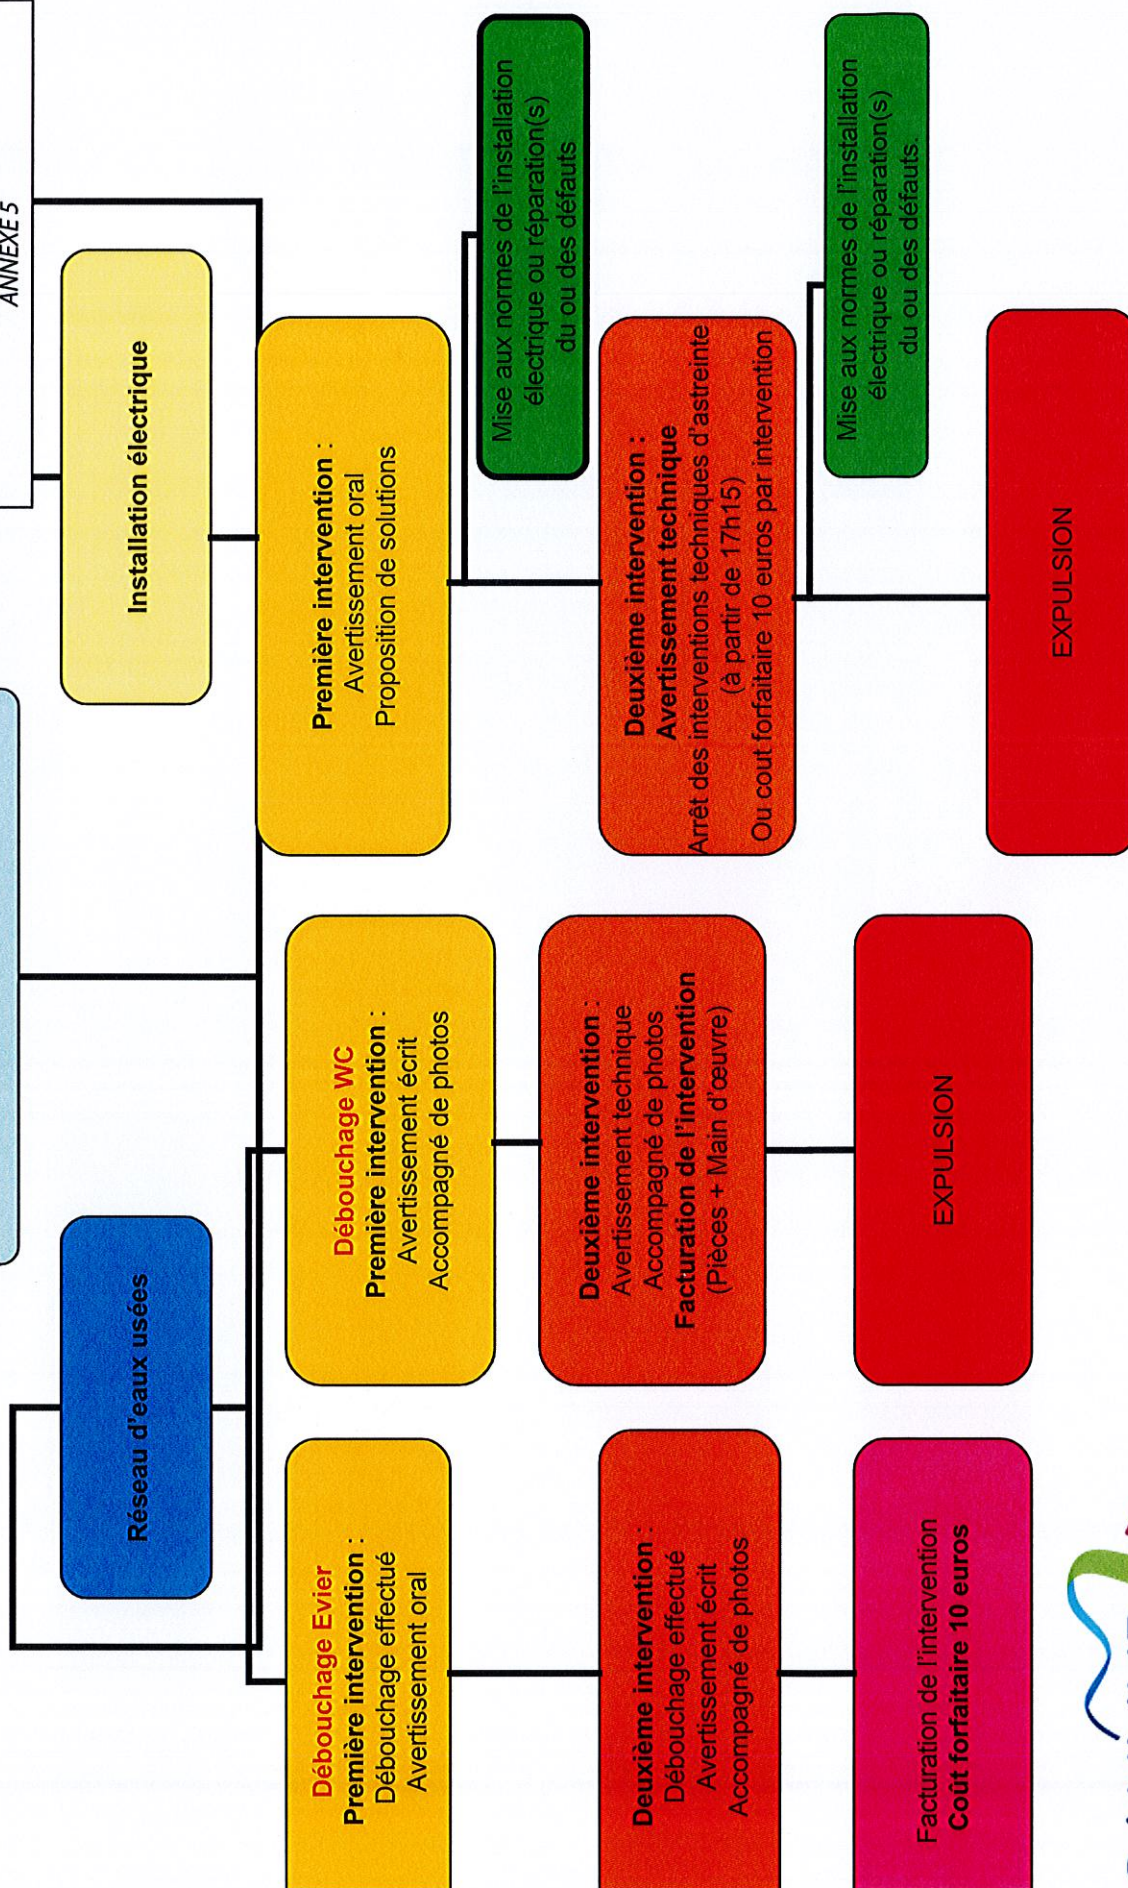 ANNEXE 5
Réseau d'eaux usées
Installation électrique
Débouchage Evier
Première intervention :
Débouchage effectué
Avertissement oral
Débouchage WC
Première intervention :
Avertissement écrit
Accompagné de photos
Première intervention :
Avertissement oral
Proposition de solutions
Mise aux normes de l'installation
électrique ou réparation(s)
du ou des défauts
Deuxième intervention :
Débouchage effectué
Avertissement écrit
Accompagné de photos
Deuxième intervention :
Avertissement technique
Accompagné de photos
Facturation de l'intervention
(Pièces + Main d'œuvre)
Deuxième intervention :
Avertissement technique
Arrêt des interventions techniques d'astreinte
(à partir de 17h15)
Ou cout forfaitaire 10 euros par intervention
Mise aux normes de l'installation
électrique ou réparation(s)
du ou des défauts.
Facturation de l'intervention
Coût forfaitaire 10 euros
EXPULSION
EXPULSION